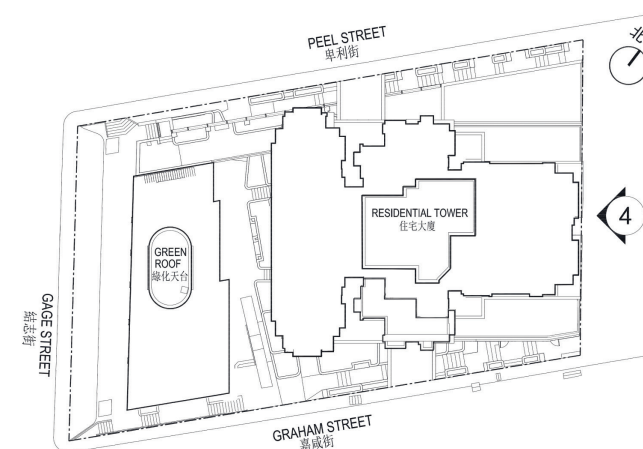 PEEL STREET
卑利街
北
RESIDENTIAL TOWER
住宅大廈
4
GREEN
ROOF
綠化天台
GAGE STREET
結志街
GRAHAM STREET
嘉咸街